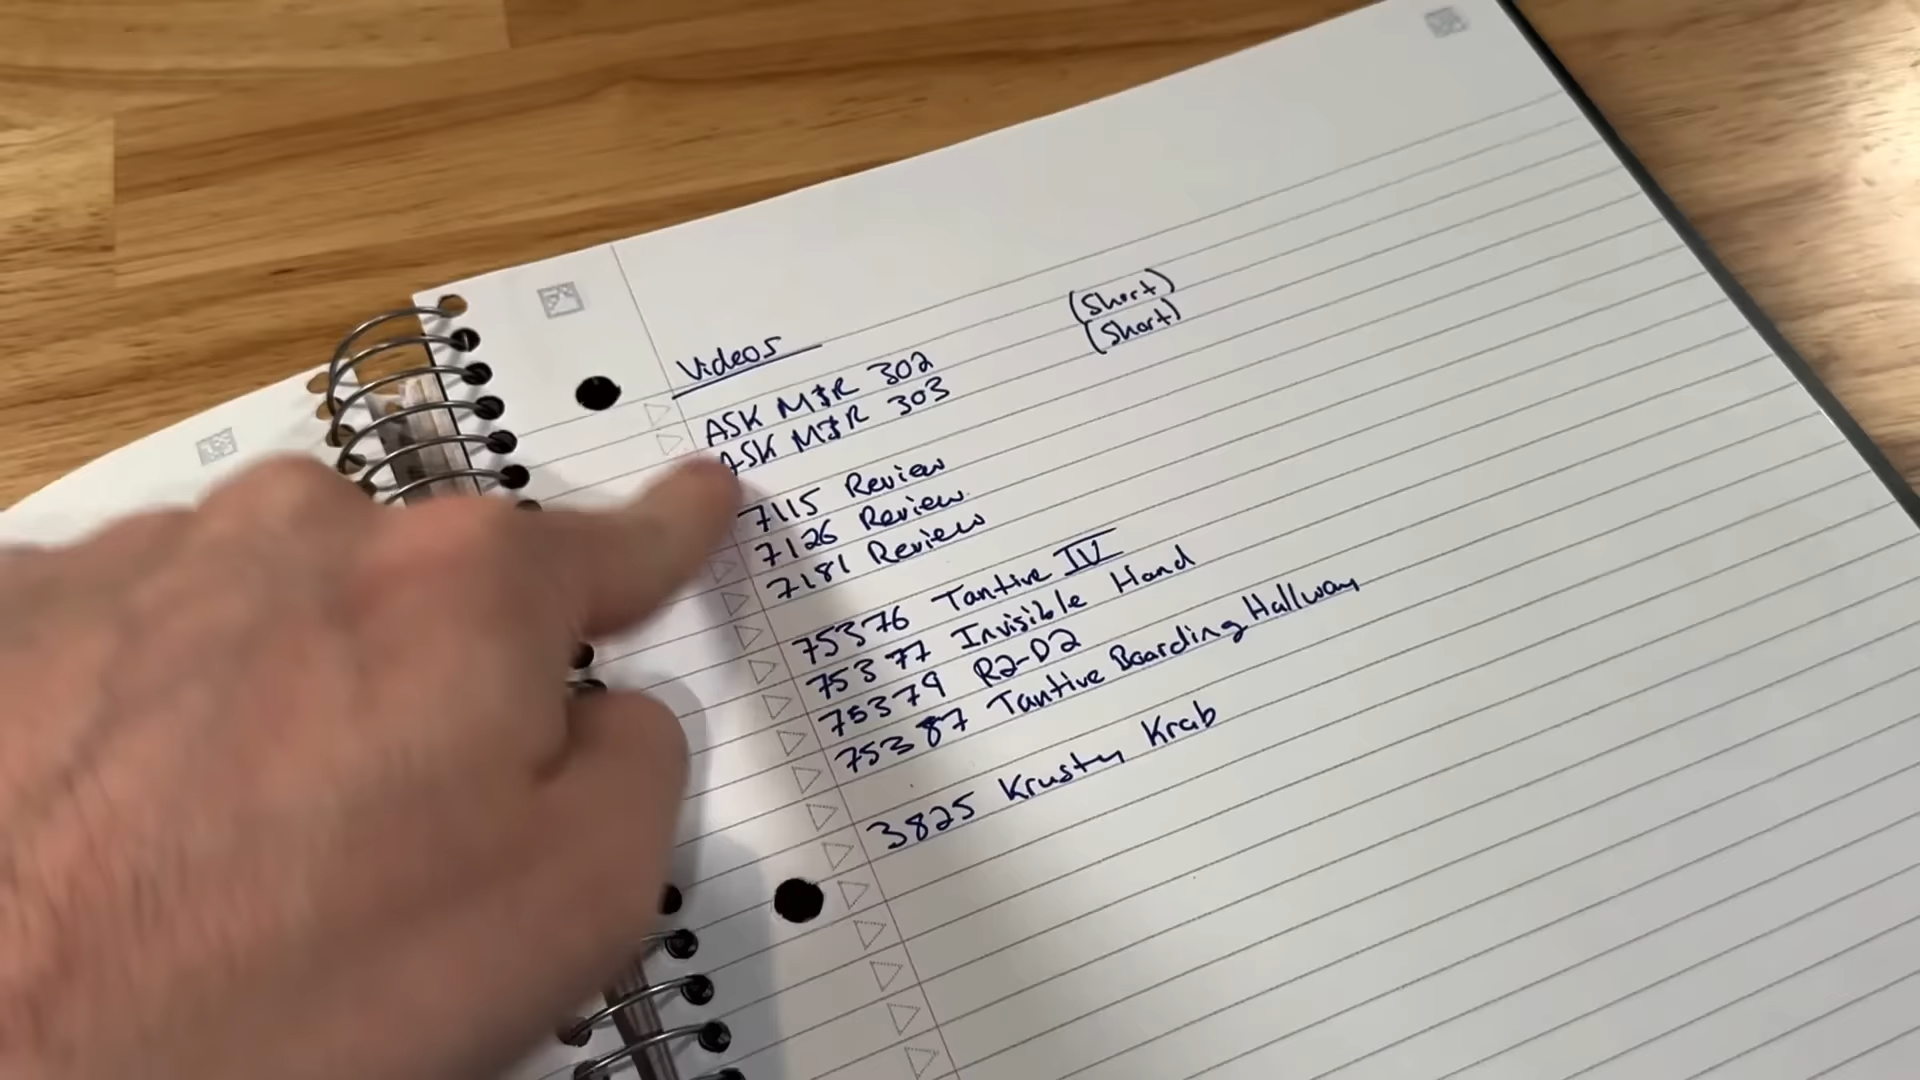 Videos
ASK M&R 302 (Short)
ASK M&R 303 (Short)
7115 Review
7126 Review
7181 Review
75376 Tantive IV
75377 Invisible Hand
75379 R2-D2
75387 Tantive Boarding Hallway
3825 Krusty Krab